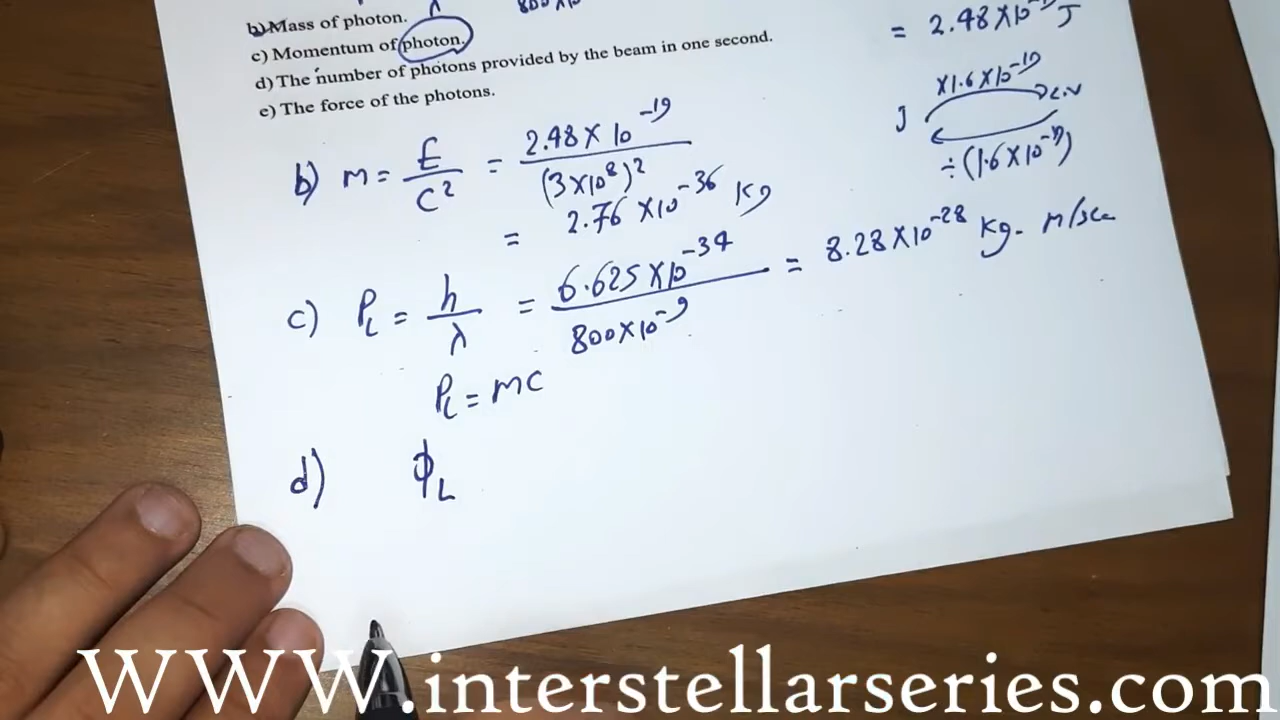 b) Mass of photon. λ
c) Momentum of photon.
d) The number of photons provided by the beam in one second.
e) The force of the photons.
= 2.48×10 J
×1.6×10⁻¹⁹
J e.v
÷(1.6×10⁻¹⁹)
b) m = E/C² = 2.48×10⁻¹⁹/(3×10⁸)²
= 2.76×10⁻³⁶ Kg
c) P_L = h/λ = 6.625×10⁻³⁴/800×10⁻⁹ = 8.28×10⁻²⁸ Kg. m/sec
P_L = mC
d) ϕ_L
WWW.interstellarseries.com